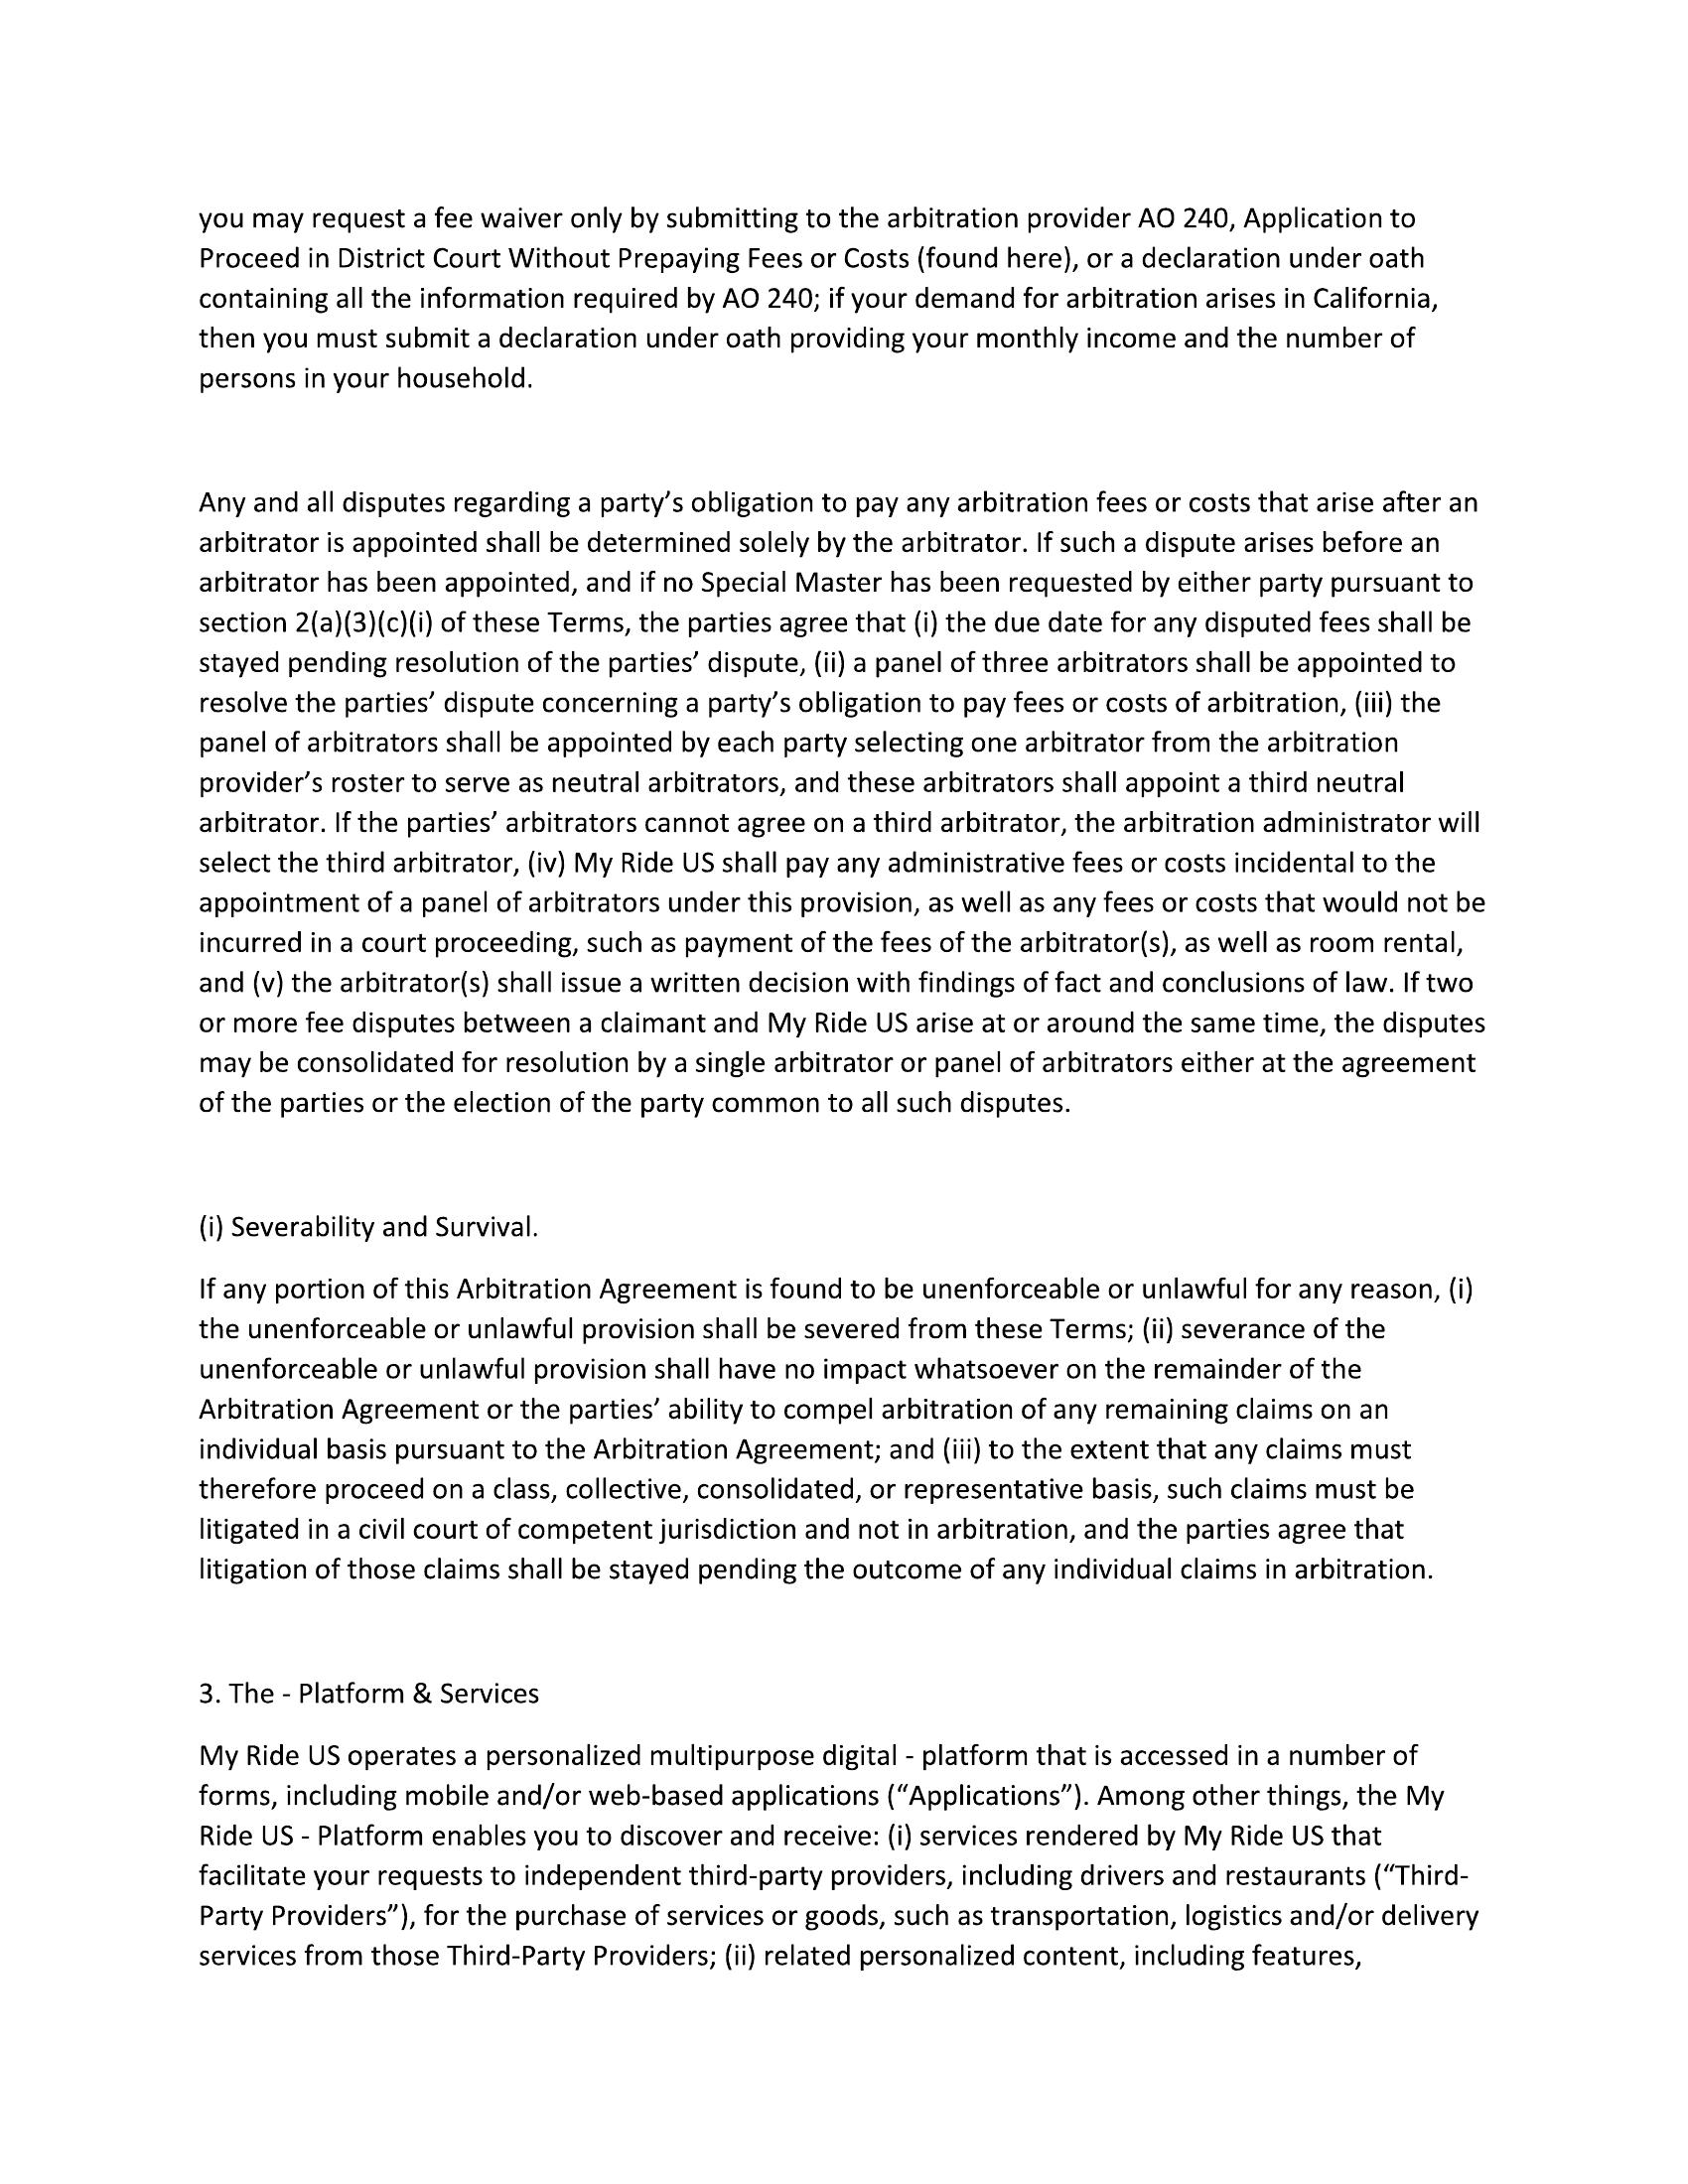 you may request a fee waiver only by submitting to the arbitration provider AO 240, Application to
Proceed in District Court Without Prepaying Fees or Costs (found here), or a declaration under oath
containing all the information required by AO 240; if your demand for arbitration arises in California,
then you must submit a declaration under oath providing your monthly income and the number of
persons in your household.
Any and all disputes regarding a party’s obligation to pay any arbitration fees or costs that arise after an
arbitrator is appointed shall be determined solely by the arbitrator. If such a dispute arises before an
arbitrator has been appointed, and if no Special Master has been requested by either party pursuant to
section 2(a)(3)(c)(i) of these Terms, the parties agree that (i) the due date for any disputed fees shall be
stayed pending resolution of the parties’ dispute, (ii) a panel of three arbitrators shall be appointed to
resolve the parties’ dispute concerning a party’s obligation to pay fees or costs of arbitration, (iii) the
panel of arbitrators shall be appointed by each party selecting one arbitrator from the arbitration
provider’s roster to serve as neutral arbitrators, and these arbitrators shall appoint a third neutral
arbitrator. If the parties’ arbitrators cannot agree on a third arbitrator, the arbitration administrator will
select the third arbitrator, (iv) My Ride US shall pay any administrative fees or costs incidental to the
appointment of a panel of arbitrators under this provision, as well as any fees or costs that would not be
incurred in a court proceeding, such as payment of the fees of the arbitrator(s), as well as room rental,
and (v) the arbitrator(s) shall issue a written decision with findings of fact and conclusions of law. If two
or more fee disputes between a claimant and My Ride US arise at or around the same time, the disputes
may be consolidated for resolution by a single arbitrator or panel of arbitrators either at the agreement
of the parties or the election of the party common to all such disputes.
(i) Severability and Survival.
If any portion of this Arbitration Agreement is found to be unenforceable or unlawful for any reason, (i)
the unenforceable or unlawful provision shall be severed from these Terms; (ii) severance of the
unenforceable or unlawful provision shall have no impact whatsoever on the remainder of the
Arbitration Agreement or the parties’ ability to compel arbitration of any remaining claims on an
individual basis pursuant to the Arbitration Agreement; and (iii) to the extent that any claims must
therefore proceed on a class, collective, consolidated, or representative basis, such claims must be
litigated in a civil court of competent jurisdiction and not in arbitration, and the parties agree that
litigation of those claims shall be stayed pending the outcome of any individual claims in arbitration.
3. The - Platform & Services
My Ride US operates a personalized multipurpose digital - platform that is accessed in a number of
forms, including mobile and/or web-based applications (“Applications”). Among other things, the My
Ride US - Platform enables you to discover and receive: (i) services rendered by My Ride US that
facilitate your requests to independent third-party providers, including drivers and restaurants (“Third-
Party Providers”), for the purchase of services or goods, such as transportation, logistics and/or delivery
services from those Third-Party Providers; (ii) related personalized content, including features,